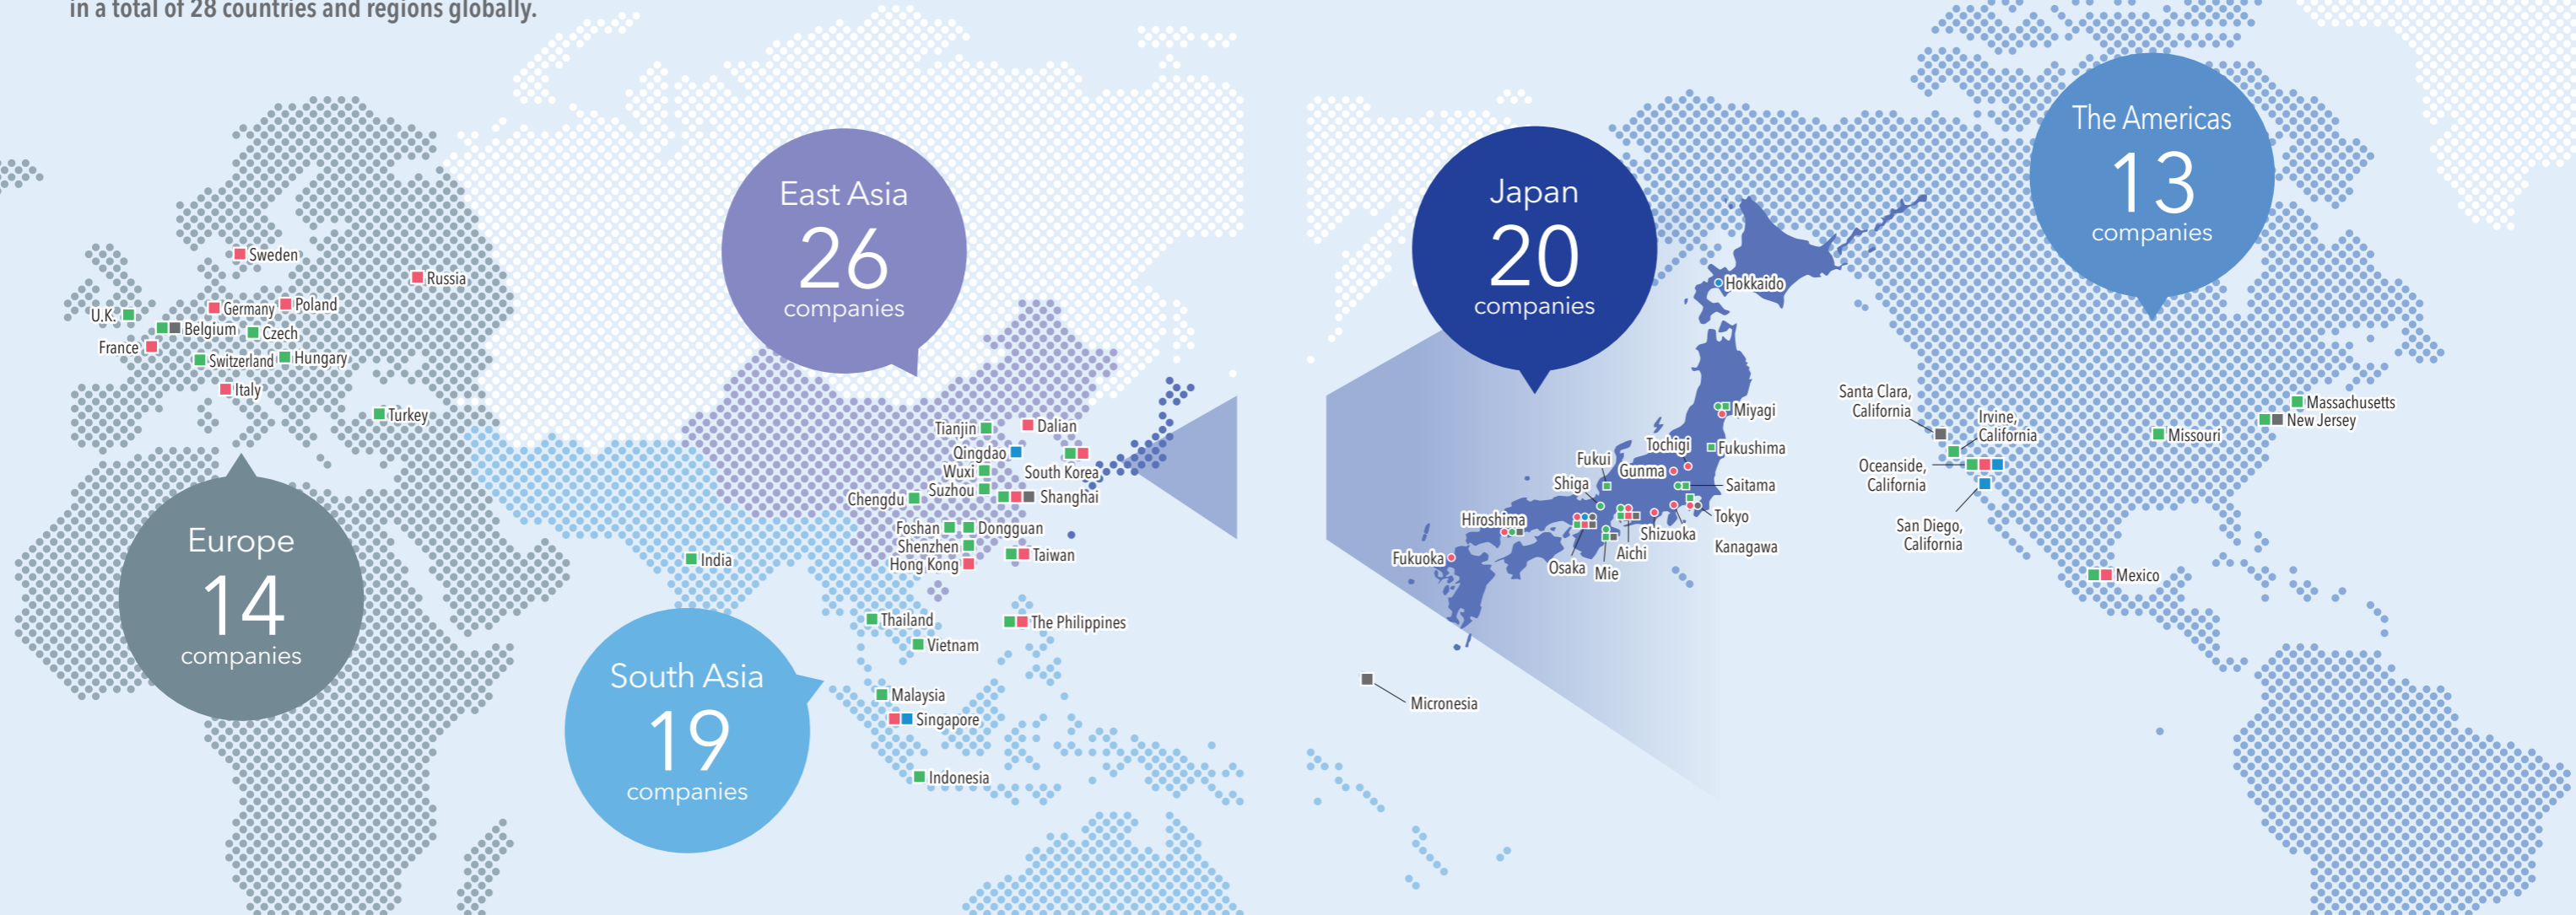 in a total of 28 countries and regions globally.
East Asia
26
companies
Japan
20
companies
The Americas
13
companies
Europe
14
companies
South Asia
19
companies
Sweden
Russia
Germany
Poland
U.K.
Belgium
Czech
France
Switzerland
Hungary
Italy
Turkey
Tianjin
Dalian
Qingdao
Wuxi
South Korea
Suzhou
Chengdu
Shanghai
Foshan
Dongguan
Shenzhen
Taiwan
Hong Kong
India
Thailand
The Philippines
Vietnam
Malaysia
Singapore
Indonesia
Hokkaido
Miyagi
Tochigi
Fukushima
Fukui
Gunma
Shiga
Saitama
Hiroshima
Tokyo
Shizuoka
Kanagawa
Aichi
Fukuoka
Osaka
Mie
Micronesia
Santa Clara,
California
Irvine,
California
Oceanside,
California
San Diego,
California
Massachusetts
New Jersey
Missouri
Mexico